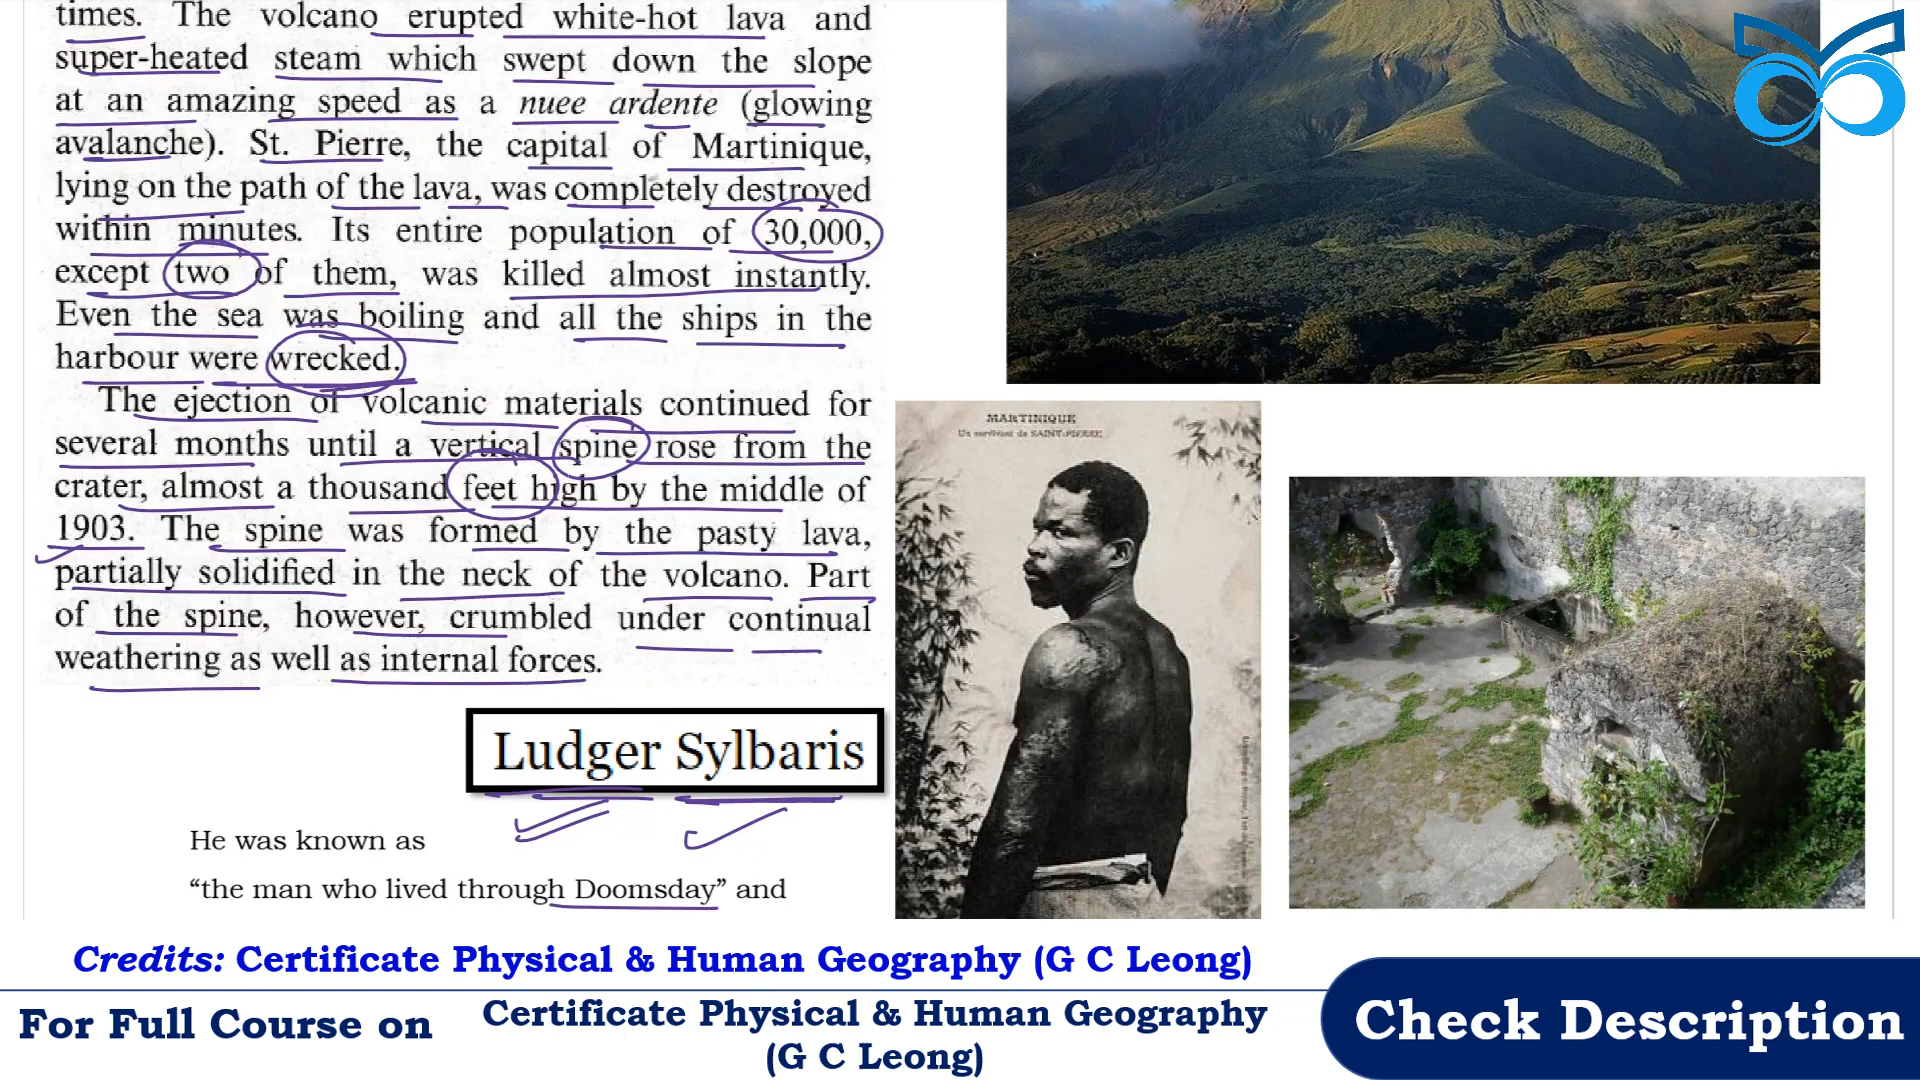 times. The volcano erupted white-hot lava and
super-heated steam which swept down the slope
at an amazing speed as a nuee ardente (glowing
avalanche). St. Pierre, the capital of Martinique,
lying on the path of the lava, was completely destroyed
within minutes. Its entire population of 30,000,
except two of them, was killed almost instantly.
Even the sea was boiling and all the ships in the
harbour were wrecked.
The ejection of volcanic materials continued for
several months until a vertical spine rose from the
crater, almost a thousand feet high by the middle of
1903. The spine was formed by the pasty lava,
partially solidified in the neck of the volcano. Part
of the spine, however, crumbled under continual
weathering as well as internal forces.
Ludger Sylbaris
He was known as
“the man who lived through Doomsday” and
MARTINIQUE
Un survivant de SAINT-PIERRE
Credits: Certificate Physical & Human Geography (G C Leong)
For Full Course on
Certificate Physical & Human Geography
(G C Leong)
Check Description